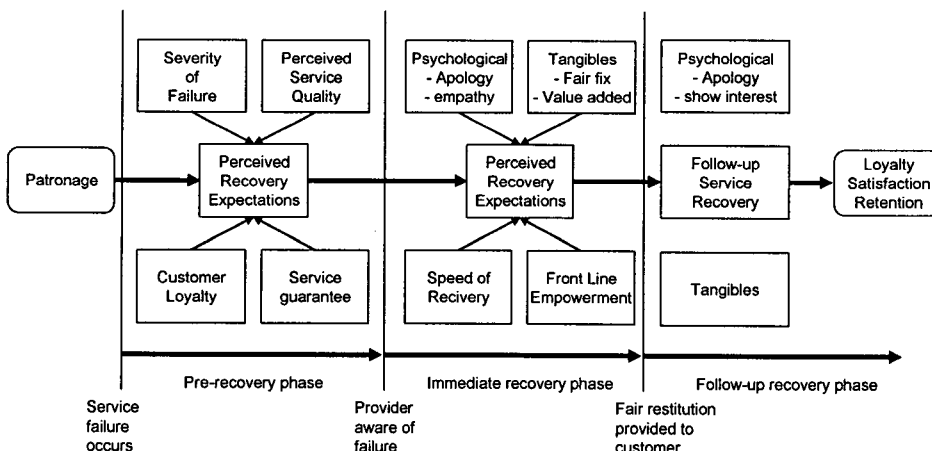 Severity
of
Failure
Perceived
Service
Quality
Psychological
- Apology
- empathy
Tangibles
- Fair fix
- Value added
Psychological
- Apology
- show interest
Patronage
Perceived
Recovery
Expectations
Perceived
Recovery
Expectations
Follow-up
Service
Recovery
Loyalty
Satisfaction
Retention
Customer
Loyalty
Service
guarantee
Speed of
Recivery
Front Line
Empowerment
Tangibles
Pre-recovery phase
Immediate recovery phase
Follow-up recovery phase
Service
failure
occurs
Provider
aware of
failure
Fair restitution
provided to
customer